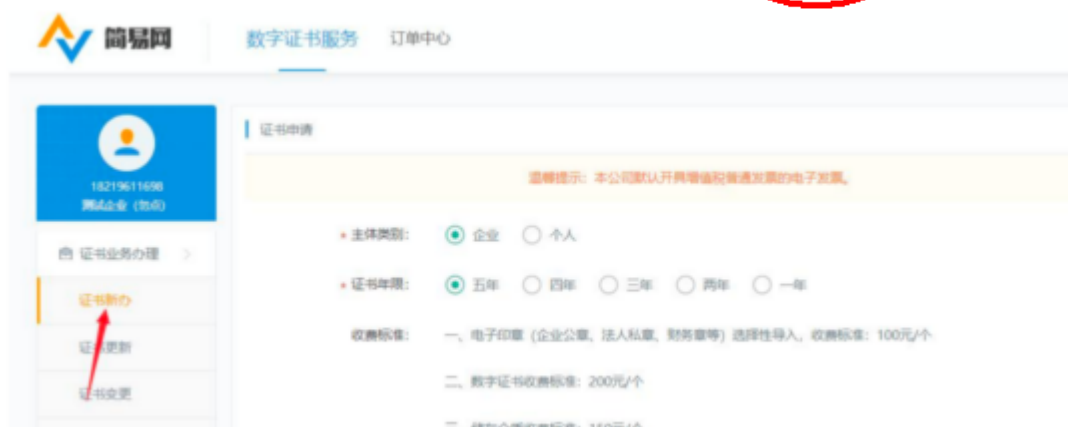 简易网
数字证书服务 订单中心
18219611698
测试企业（勿动）
证书业务办理
证书新办
证书更新
证书变更
证书申请
温馨提示：本公司默认开具增值税普通发票的电子发票。
* 主体类别： 企业 个人
* 证书年限： 五年 四年 三年 两年 一年
收费标准： 一、电子印章（企业公章、法人私章、财务章等）选择性导入，收费标准：100元/个
二、数字证书收费标准：200元/个